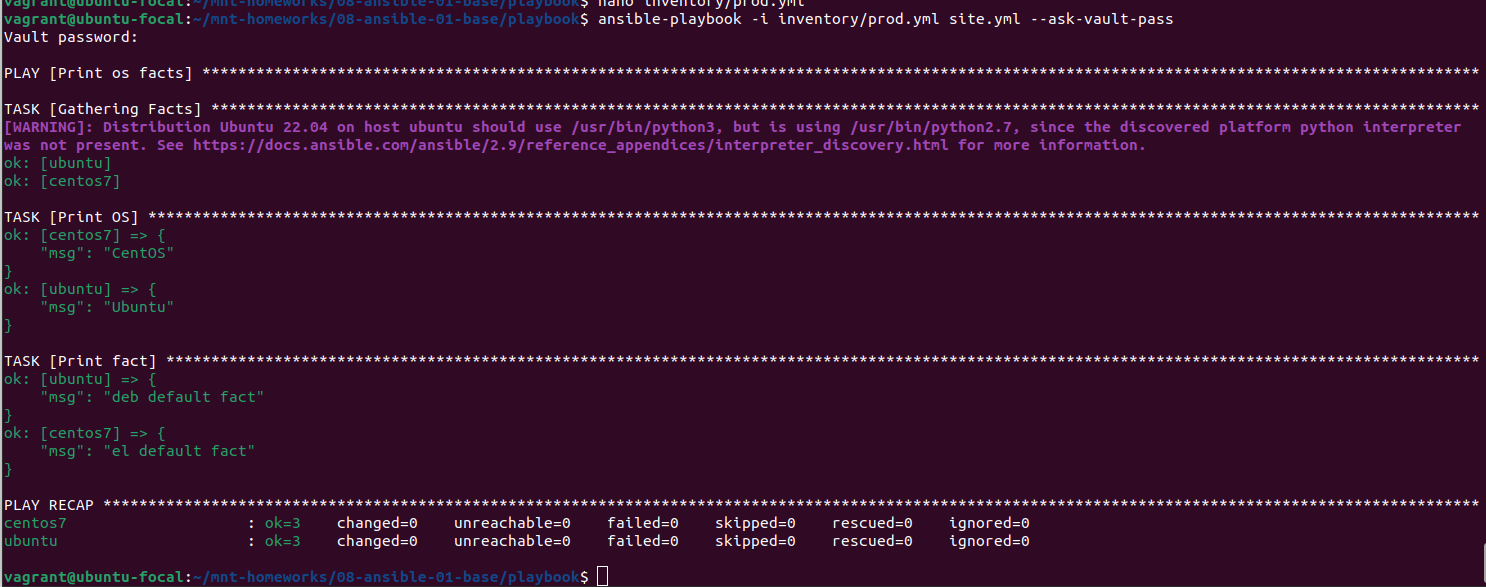 vagrant@ubuntu-focal:~/mnt-homeworks/08-ansible-01-base/playbook$ nano inventory/prod.yml
vagrant@ubuntu-focal:~/mnt-homeworks/08-ansible-01-base/playbook$ ansible-playbook -i inventory/prod.yml site.yml --ask-vault-pass
Vault password:
PLAY [Print os facts] **********************************************************************************************************************************************
TASK [Gathering Facts] *********************************************************************************************************************************************
[WARNING]: Distribution Ubuntu 22.04 on host ubuntu should use /usr/bin/python3, but is using /usr/bin/python2.7, since the discovered platform python interpreter
was not present. See https://docs.ansible.com/ansible/2.9/reference_appendices/interpreter_discovery.html for more information.
ok: [ubuntu]
ok: [centos7]
TASK [Print OS] ****************************************************************************************************************************************************
ok: [centos7] => {
    "msg": "CentOS"
}
ok: [ubuntu] => {
    "msg": "Ubuntu"
}
TASK [Print fact] **************************************************************************************************************************************************
ok: [ubuntu] => {
    "msg": "deb default fact"
}
ok: [centos7] => {
    "msg": "el default fact"
}
PLAY RECAP *********************************************************************************************************************************************************
centos7                    : ok=3    changed=0    unreachable=0    failed=0    skipped=0    rescued=0    ignored=0
ubuntu                     : ok=3    changed=0    unreachable=0    failed=0    skipped=0    rescued=0    ignored=0
vagrant@ubuntu-focal:~/mnt-homeworks/08-ansible-01-base/playbook$